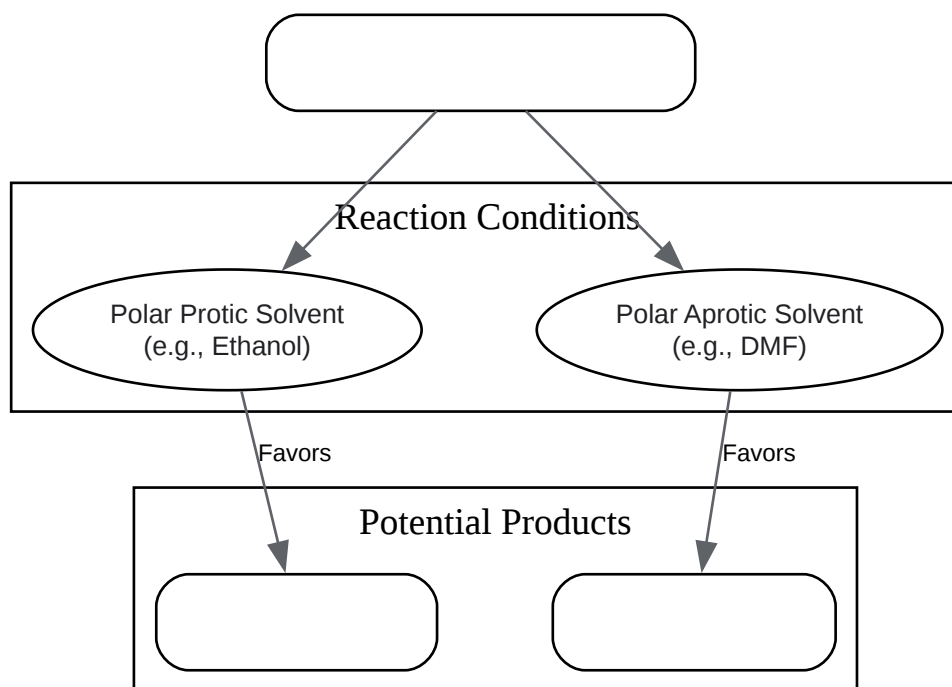 Reaction Conditions
Polar Protic Solvent
(e.g., Ethanol)
Polar Aprotic Solvent
(e.g., DMF)
Favors
Favors
Potential Products